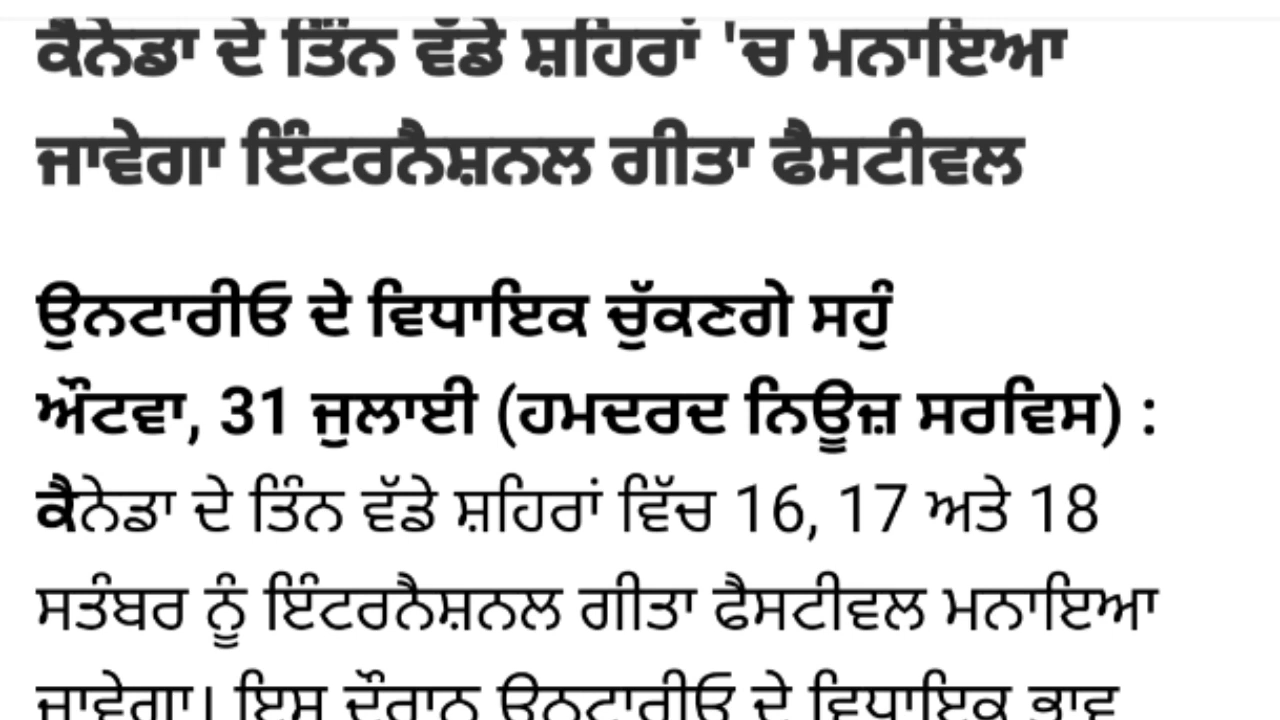 ਕੈਨੇਡਾ ਦੇ ਤਿੰਨ ਵੱਡੇ ਸ਼ਹਿਰਾਂ 'ਚ ਮਨਾਇਆ
ਜਾਵੇਗਾ ਇੰਟਰਨੈਸ਼ਨਲ ਗੀਤਾ ਫੈਸਟੀਵਲ
ਉਨਟਾਰੀਓ ਦੇ ਵਿਧਾਇਕ ਚੁੱਕਣਗੇ ਸਹੁੰ
ਔਟਵਾ, 31 ਜੁਲਾਈ (ਹਮਦਰਦ ਨਿਊਜ਼ ਸਰਵਿਸ) :
ਕੈਨੇਡਾ ਦੇ ਤਿੰਨ ਵੱਡੇ ਸ਼ਹਿਰਾਂ ਵਿੱਚ 16, 17 ਅਤੇ 18
ਸਤੰਬਰ ਨੂੰ ਇੰਟਰਨੈਸ਼ਨਲ ਗੀਤਾ ਫੈਸਟੀਵਲ ਮਨਾਇਆ
ਜਾਵੇਗਾ। ਇਸ ਦੌਰਾਨ ਉਨਟਾਰੀਓ ਦੇ ਵਿਧਾਇਕ ਭਾਵ